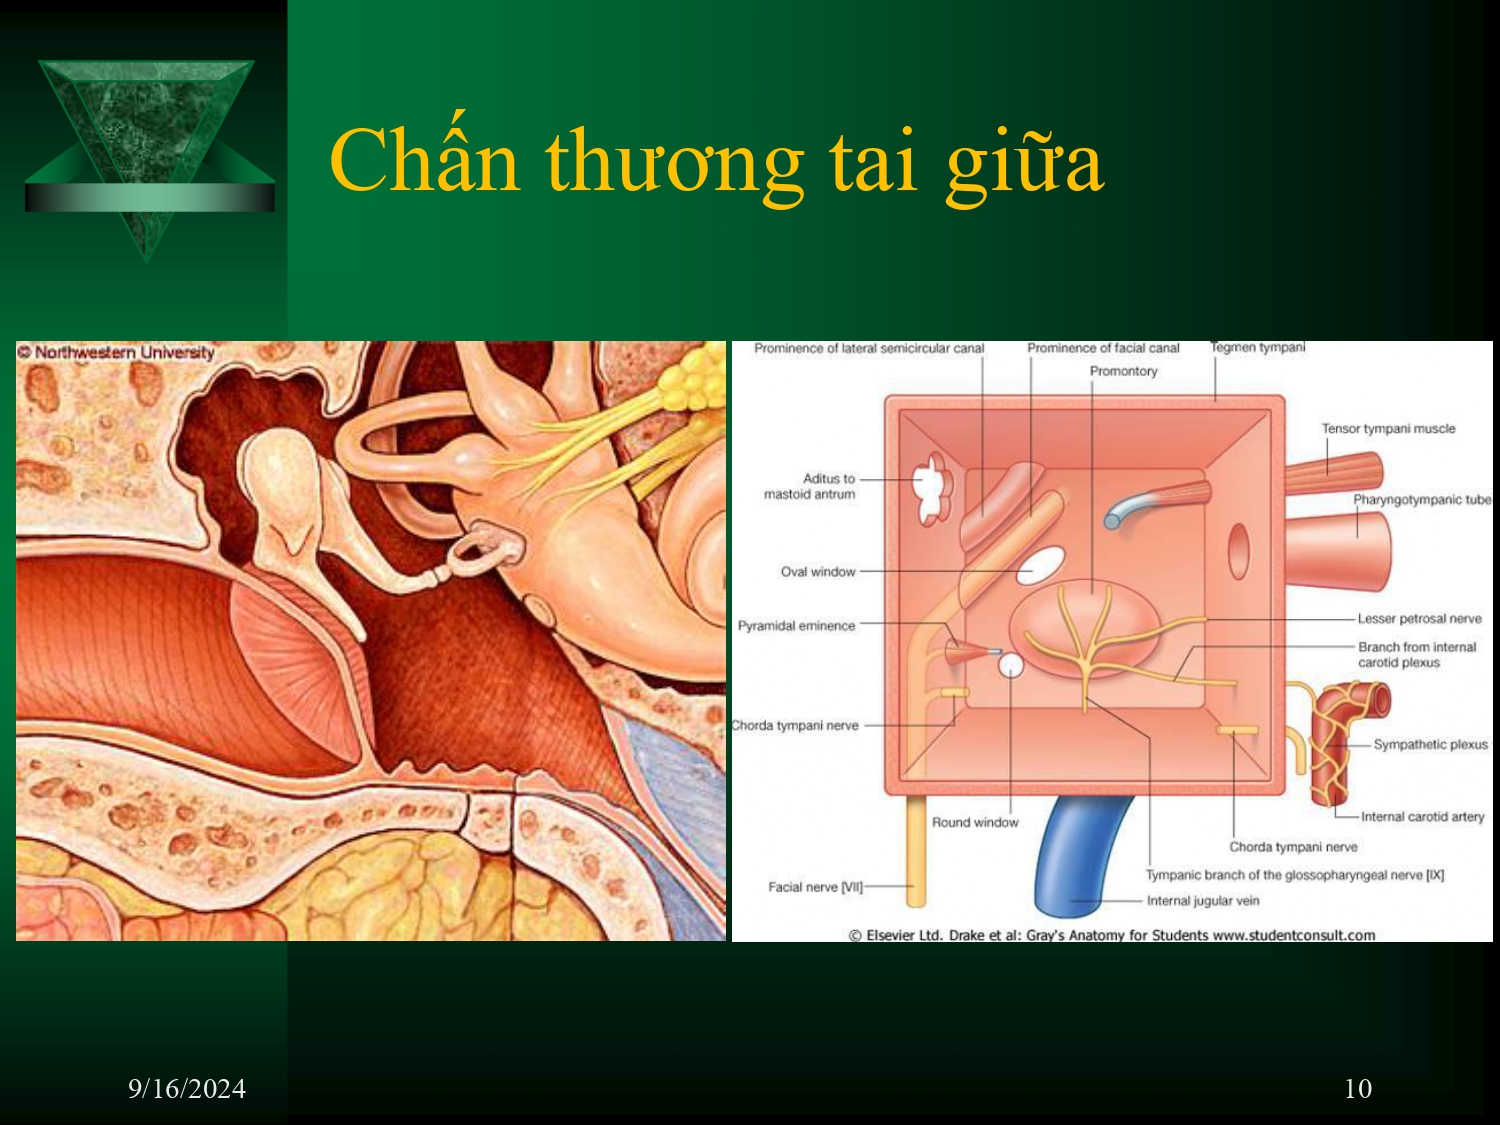 Chấn thương tai giữa
© Northwestern University
Prominence of lateral semicircular canal
Prominence of facial canal
Tegmen tympani
Promontory
Tensor tympani muscle
Aditus to
mastoid antrum
Pharyngotympanic tube
Oval window
Pyramidal eminence
Lesser petrosal nerve
Branch from internal
carotid plexus
Chorda tympani nerve
Sympathetic plexus
Round window
Internal carotid artery
Chorda tympani nerve
Tympanic branch of the glossopharyngeal nerve [IX]
Facial nerve [VII]
Internal jugular vein
© Elsevier Ltd. Drake et al: Gray's Anatomy for Students www.studentconsult.com
9/16/2024
10